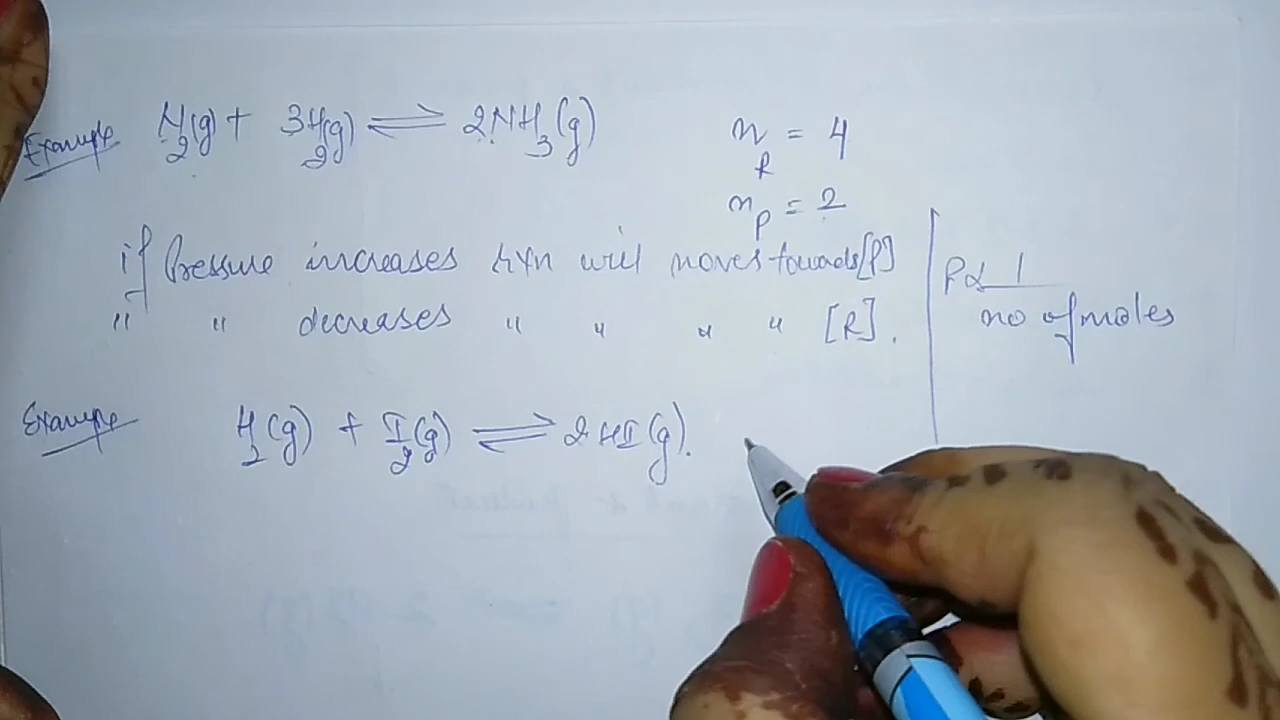 Example N2(g) + 3H2(g) ⇌ 2NH3(g) nR = 4
nP = 2
if Pressure increases rxn will moves towards [P]
" " decreases " " " " [R].
P α 1/no of moles
Example H2(g) + I2(g) ⇌ 2HI(g).